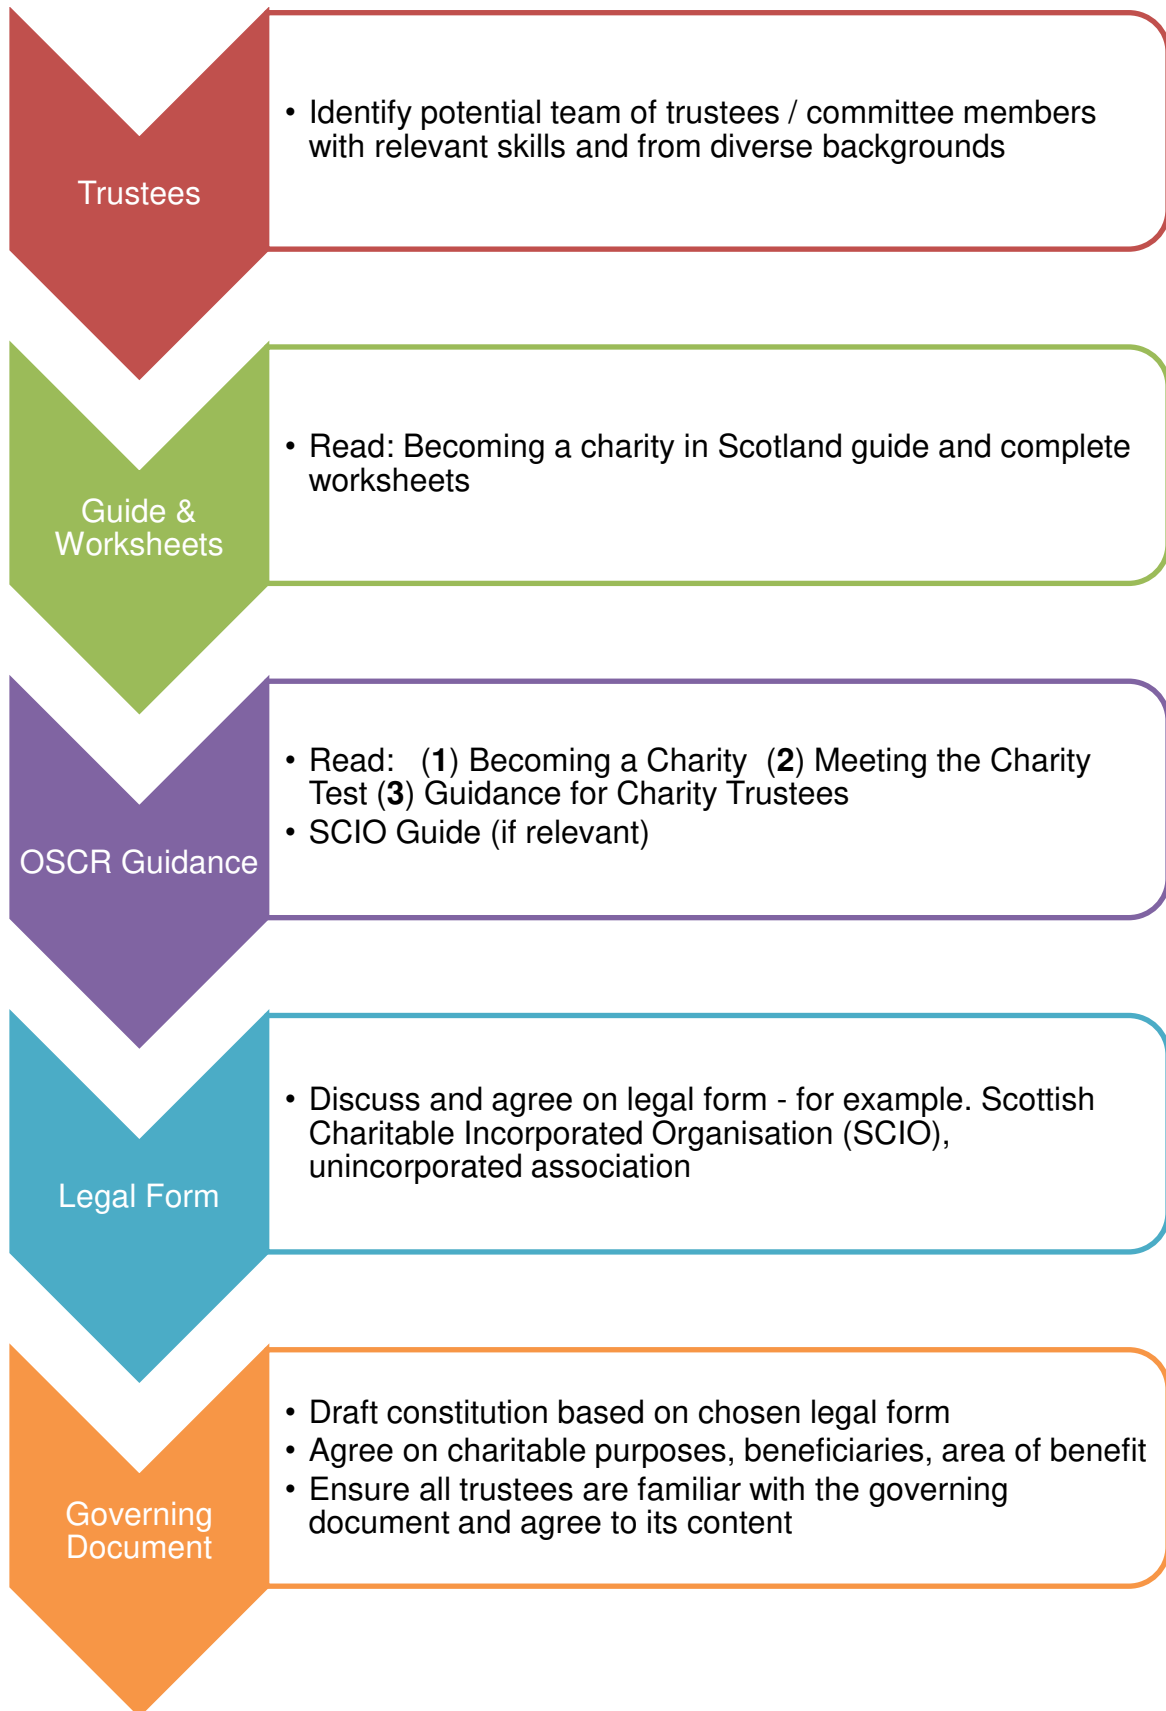 Trustees
• Identify potential team of trustees / committee members
with relevant skills and from diverse backgrounds
Guide &
Worksheets
• Read: Becoming a charity in Scotland guide and complete
worksheets
OSCR Guidance
• Read: (1) Becoming a Charity (2) Meeting the Charity
Test (3) Guidance for Charity Trustees
• SCIO Guide (if relevant)
Legal Form
• Discuss and agree on legal form - for example. Scottish
Charitable Incorporated Organisation (SCIO),
unincorporated association
Governing
Document
• Draft constitution based on chosen legal form
• Agree on charitable purposes, beneficiaries, area of benefit
• Ensure all trustees are familiar with the governing
document and agree to its content